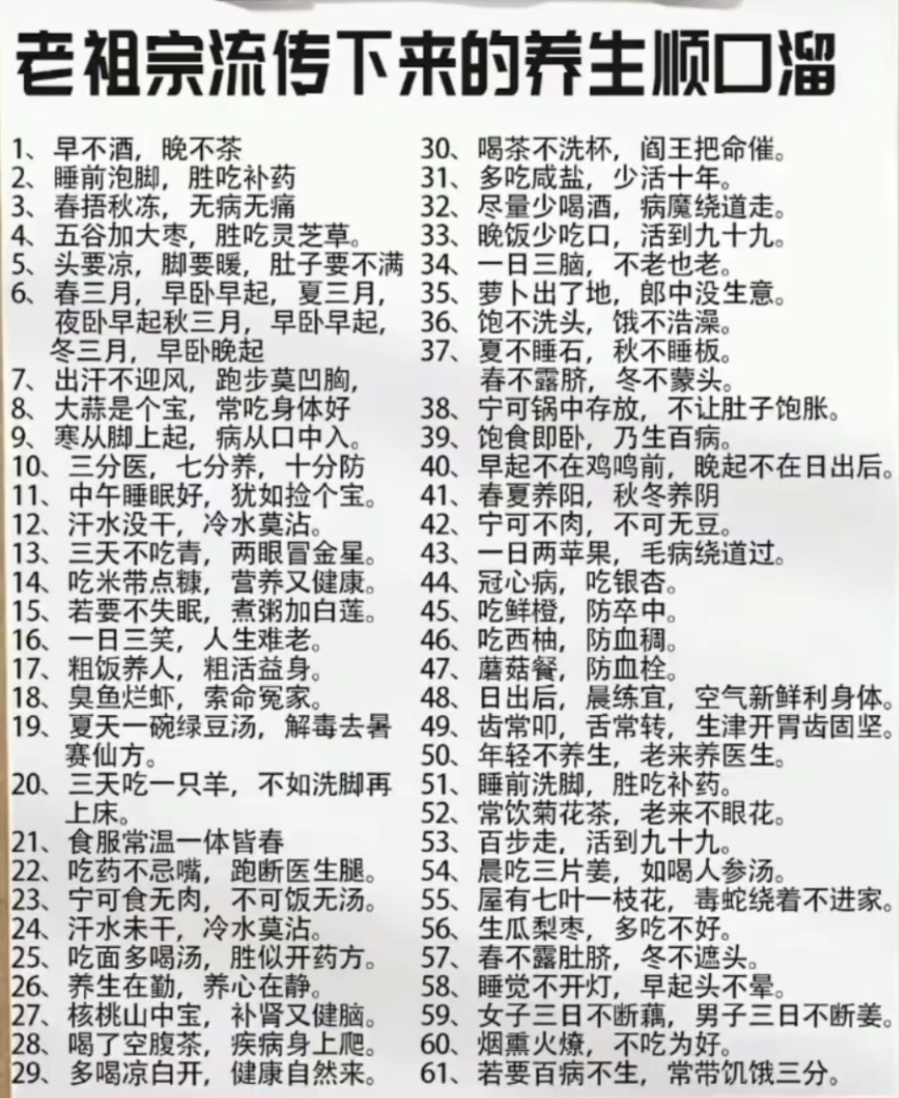 老祖宗流传下来的养生顺口溜
1、早不酒，晚不茶
2、睡前泡脚，胜吃补药
3、春捂秋冻，无病无痛
4、五谷加大枣，胜吃灵芝草。
5、头要凉，脚要暖，肚子要不满
6、春三月，早卧早起，夏三月，
夜卧早起秋三月，早卧早起，
冬三月，早卧晚起
7、出汗不迎风，跑步莫凹胸，
8、大蒜是个宝，常吃身体好
9、寒从脚上起，病从口中入。
10、三分医，七分养，十分防
11、中午睡眠好，犹如捡个宝。
12、汗水没干，冷水莫沾。
13、三天不吃青，两眼冒金星。
14、吃米带点糠，营养又健康。
15、若要不失眠，煮粥加白莲。
16、一日三笑，人生难老。
17、粗饭养人，粗活益身。
18、臭鱼烂虾，索命冤家。
19、夏天一碗绿豆汤，解毒去暑
赛仙方。
20、三天吃一只羊，不如洗脚再
上床。
21、食服常温一体皆春
22、吃药不忌嘴，跑断医生腿。
23、宁可食无肉，不可饭无汤。
24、汗水未干，冷水莫沾。
25、吃面多喝汤，胜似开药方。
26、养生在勤，养心在静。
27、核桃山中宝，补肾又健脑。
28、喝了空腹茶，疾病身上爬。
29、多喝凉白开，健康自然来。
30、喝茶不洗杯，阎王把命催。
31、多吃咸盐，少活十年。
32、尽量少喝酒，病魔绕道走。
33、晚饭少吃口，活到九十九。
34、一日三脑，不老也老。
35、萝卜出了地，郎中没生意。
36、饱不洗头，饿不浩澡。
37、夏不睡石，秋不睡板。
春不露脐，冬不蒙头。
38、宁可锅中存放，不让肚子饱胀。
39、饱食即卧，乃生百病。
40、早起不在鸡鸣前，晚起不在日出后。
41、春夏养阳，秋冬养阴
42、宁可不肉，不可无豆。
43、一日两苹果，毛病绕道过。
44、冠心病，吃银杏。
45、吃鲜橙，防卒中。
46、吃西柚，防血稠。
47、蘑菇餐，防血栓。
48、日出后，晨练宜，空气新鲜利身体。
49、齿常叩，舌常转，生津开胃齿固坚。
50、年轻不养生，老来养医生。
51、睡前洗脚，胜吃补药。
52、常饮菊花茶，老来不眼花。
53、百步走，活到九十九。
54、晨吃三片姜，如喝人参汤。
55、屋有七叶一枝花，毒蛇绕着不进家。
56、生瓜梨枣，多吃不好。
57、春不露肚脐，冬不遮头。
58、睡觉不开灯，早起头不晕。
59、女子三日不断藕，男子三日不断姜。
60、烟熏火燎，不吃为好。
61、若要百病不生，常带饥饿三分。